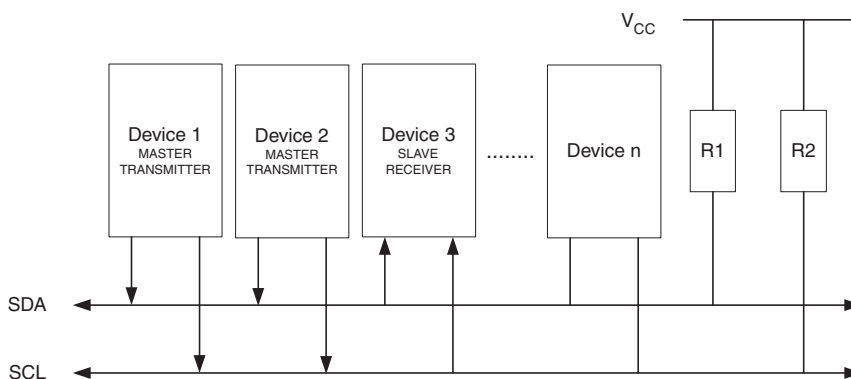 VCC
Device 1
MASTER
TRANSMITTER
Device 2
MASTER
TRANSMITTER
Device 3
SLAVE
RECEIVER
........
Device n
R1
R2
SDA
SCL